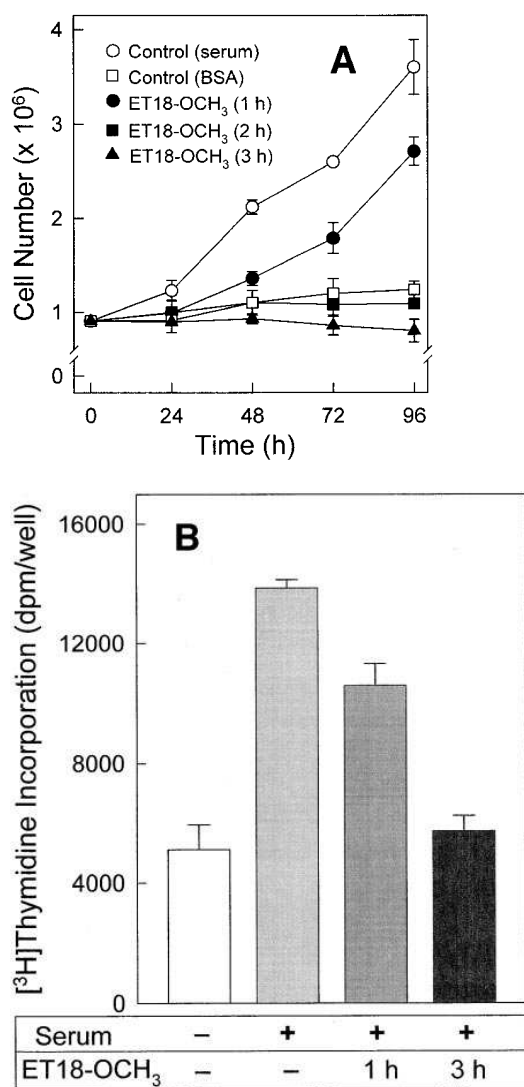 A
Cell Number (x 10⁶)
4
3
2
1
0
Control (serum)
Control (BSA)
ET18-OCH₃ (1 h)
ET18-OCH₃ (2 h)
ET18-OCH₃ (3 h)
0 24 48 72 96
Time (h)
B
[³H]Thymidine Incorporation (dpm/well)
16000
12000
8000
4000
0
Serum – + + +
ET18-OCH₃ – – 1 h 3 h